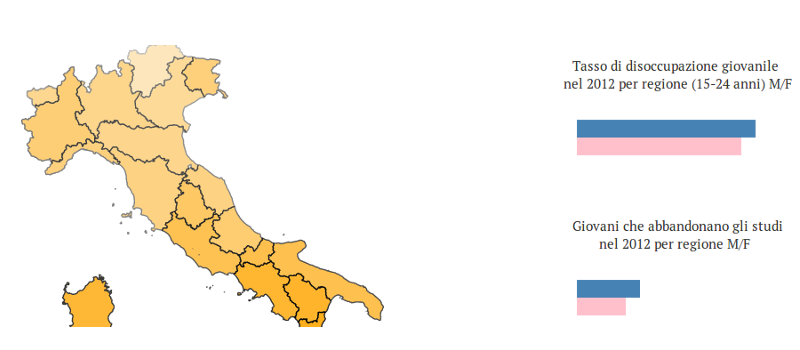 Tasso di disoccupazione giovanile
nel 2012 per regione (15-24 anni) M/F
Giovani che abbandonano gli studi
nel 2012 per regione M/F